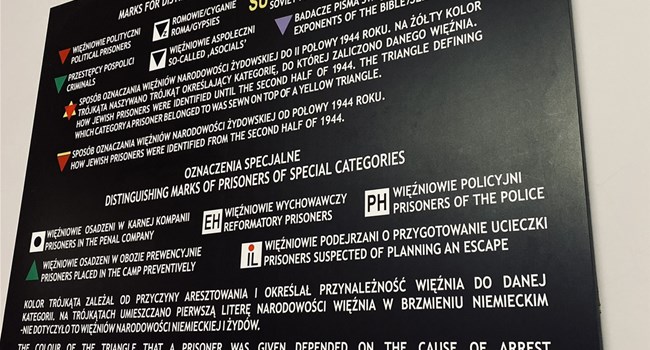 MARKS FOR
ROMOWIE/CYGANIE
ROMA/GYPSIES
BADACZE PISMA
EXPONENTS OF THE
WIĘŹNIOWIE POLITYCZNI
POLITICAL PRISONERS
WIĘŹNIOWIE ASPOŁECZNI
SO-CALLED „ASOCIALS’
PRZESTĘPCY POSPOLICI
CRIMINALS
SPOSÓB OZNACZANIA WIĘŹNIÓW NARODOWOŚCI ŻYDOWSKIEJ DO II POŁOWY 1944 ROKU. NA ŻÓŁTY KOLOR
TRÓJKĄTA NASZYWANO TRÓJKĄT OKREŚLAJĄCY KATEGORIĘ, DO KTÓREJ ZALICZONO DANEGO WIĘŹNIA.
HOW JEWISH PRISONERS WERE IDENTIFIED UNTIL THE SECOND HALF OF 1944. THE TRIANGLE DEFINING
WHICH CATEGORY A PRISONER BELONGED TO WAS SEWN ON TOP OF A YELLOW TRIANGLE.
SPOSÓB OZNACZANIA WIĘŹNIÓW NARODOWOŚCI ŻYDOWSKIEJ OD POŁOWY 1944 ROKU.
HOW JEWISH PRISONERS WERE IDENTIFIED FROM THE SECOND HALF OF 1944.
OZNACZENIA SPECJALNE
DISTINGUISHING MARKS OF PRISONERS OF SPECIAL CATEGORIES
WIĘŹNIOWIE OSADZENI W KARNEJ KOMPANII
PRISONERS IN THE PENAL COMPANY
EH WIĘŹNIOWIE WYCHOWAWCZY
REFORMATORY PRISONERS
PH WIĘŹNIOWIE POLICYJNI
PRISONERS OF THE POLICE
WIĘŹNIOWIE OSADZENI W OBOZIE PREWENCYJNIE
PRISONERS PLACED IN THE CAMP PREVENTIVELY
IL WIĘŹNIOWIE PODEJRZANI O PRZYGOTOWANIE UCIECZKI
PRISONERS SUSPECTED OF PLANNING AN ESCAPE
KOLOR TRÓJKĄTA ZALEŻAŁ OD PRZYCZYNY ARESZTOWANIA I OKREŚLAŁ PRZYNALEŻNOŚĆ WIĘŹNIA DO DANEJ
KATEGORII. NA TRÓJKĄTACH UMIESZCZANO PIERWSZĄ LITERĘ NARODOWOŚCI WIĘŹNIA W BRZMIENIU NIEMIECKIM
-NIE DOTYCZYŁO TO WIĘŹNIÓW NARODOWOŚCI NIEMIECKIEJ I ŻYDÓW.
THE COLOUR OF THE TRIANGLE THAT A PRISONER WAS GIVEN DEPENDED ON THE CAUSE OF ARREST